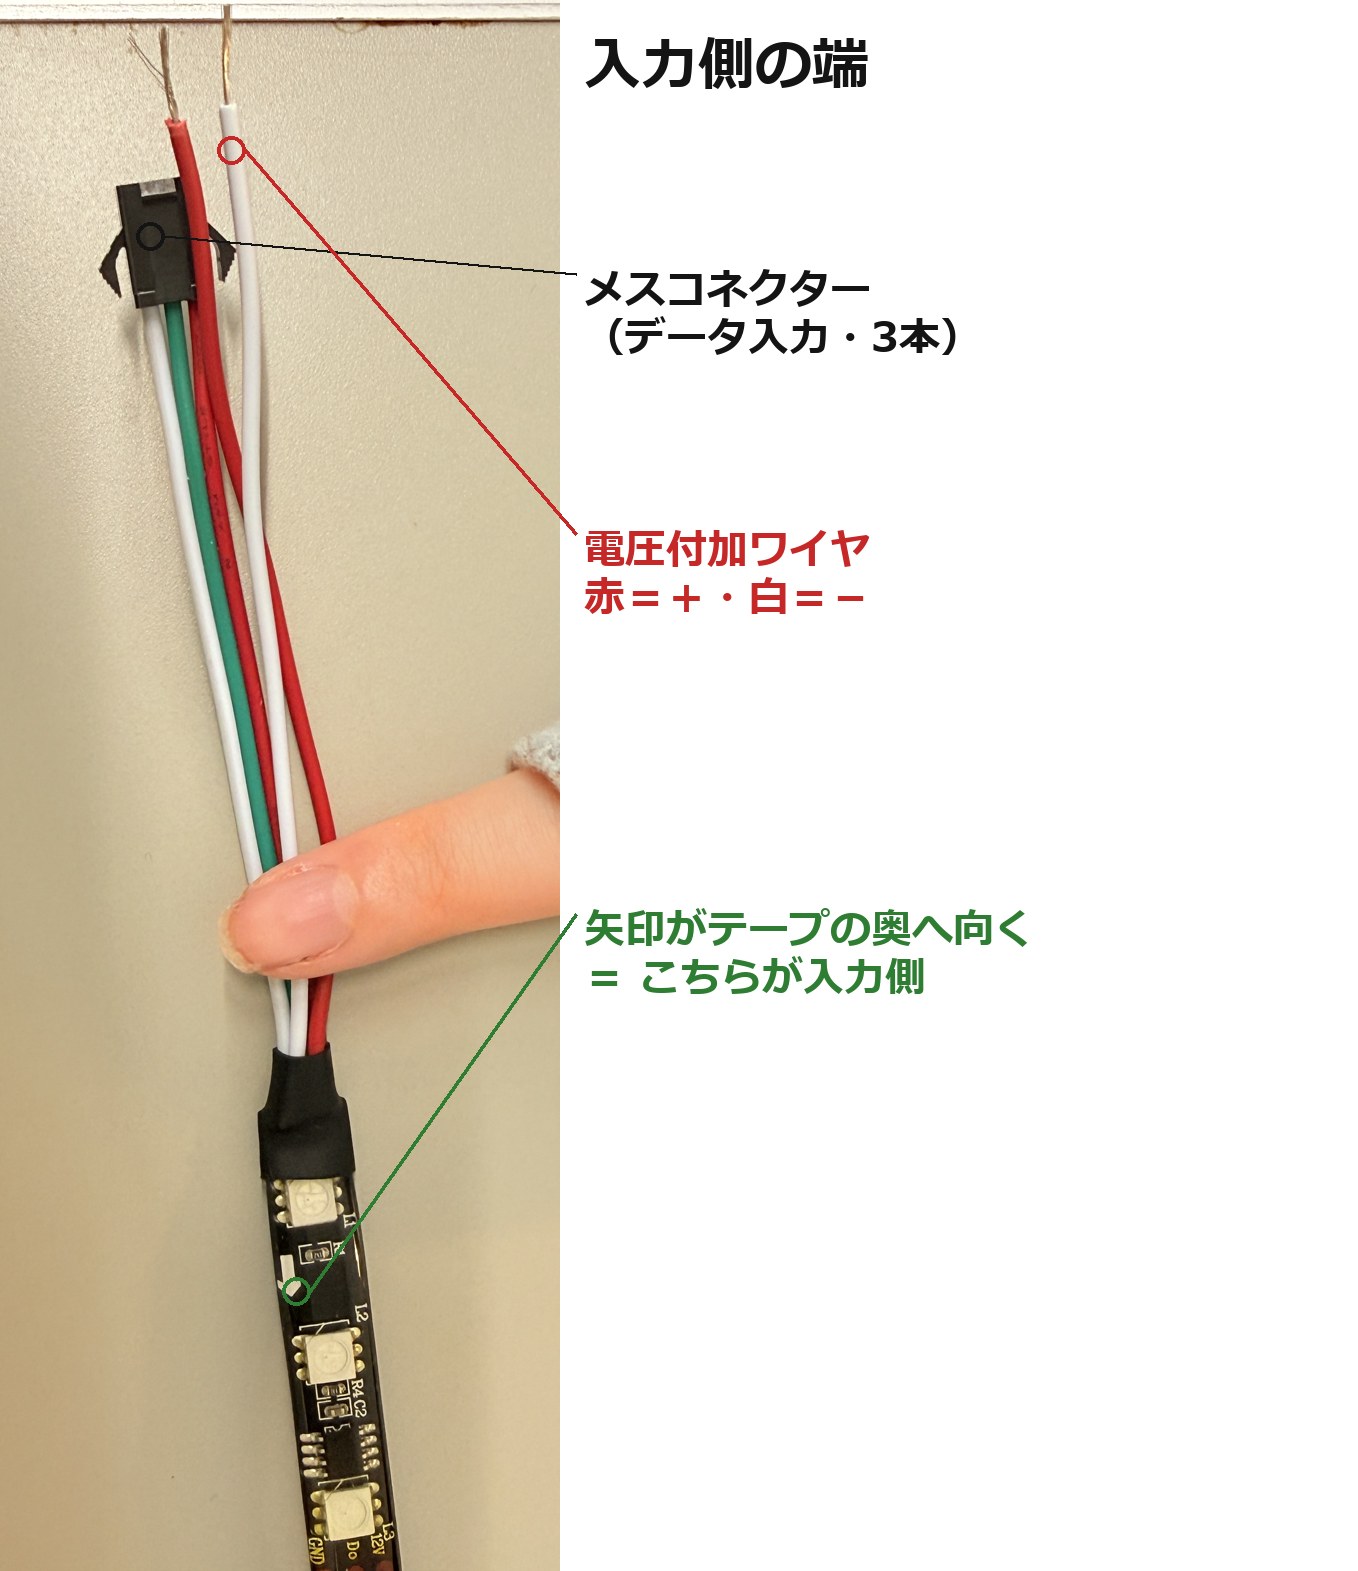 入力側の端
メスコネクター
（データ入力・3本）
電圧付加ワイヤ
赤＝＋・白＝－
矢印がテープの奥へ向く
＝ こちらが入力側
L1
R1
L2
R4 C2
L3
GND
Do
12V